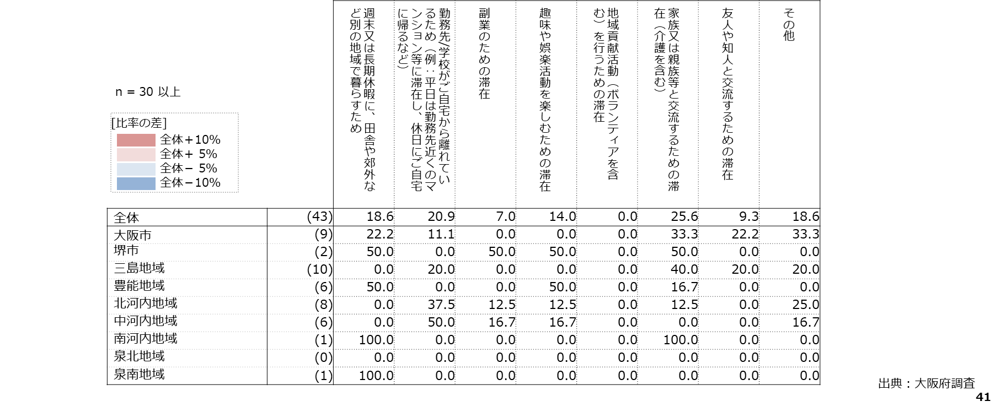 週末又は長期休暇に、田舎や郊外な
ど別の地域で暮らすため
勤務先/学校がご自宅から離れてい
るため（例：平日は勤務先近くのマ
ンション等に滞在し、休日にご自宅
に帰るなど）
副業のための滞在
趣味や娯楽活動を楽しむための滞在
地域貢献活動（ボランティアを含
む）を行うための滞在
家族又は親族等と交流するための滞
在（介護を含む）
友人や知人と交流するための滞在
その他
n = 30 以上
[比率の差]
全体＋10%
全体＋ 5%
全体－ 5%
全体－10%
全体 (43) 18.6 20.9 7.0 14.0 0.0 25.6 9.3 18.6
大阪市 (9) 22.2 11.1 0.0 0.0 0.0 33.3 22.2 33.3
堺市 (2) 50.0 0.0 50.0 50.0 0.0 50.0 0.0 0.0
三島地域 (10) 0.0 20.0 0.0 0.0 0.0 40.0 20.0 20.0
豊能地域 (6) 50.0 0.0 0.0 50.0 0.0 16.7 0.0 0.0
北河内地域 (8) 0.0 37.5 12.5 12.5 0.0 12.5 0.0 25.0
中河内地域 (6) 0.0 50.0 16.7 16.7 0.0 0.0 0.0 16.7
南河内地域 (1) 100.0 0.0 0.0 0.0 0.0 100.0 0.0 0.0
泉北地域 (0) 0.0 0.0 0.0 0.0 0.0 0.0 0.0 0.0
泉南地域 (1) 100.0 0.0 0.0 0.0 0.0 0.0 0.0 0.0
出典：大阪府調査
41